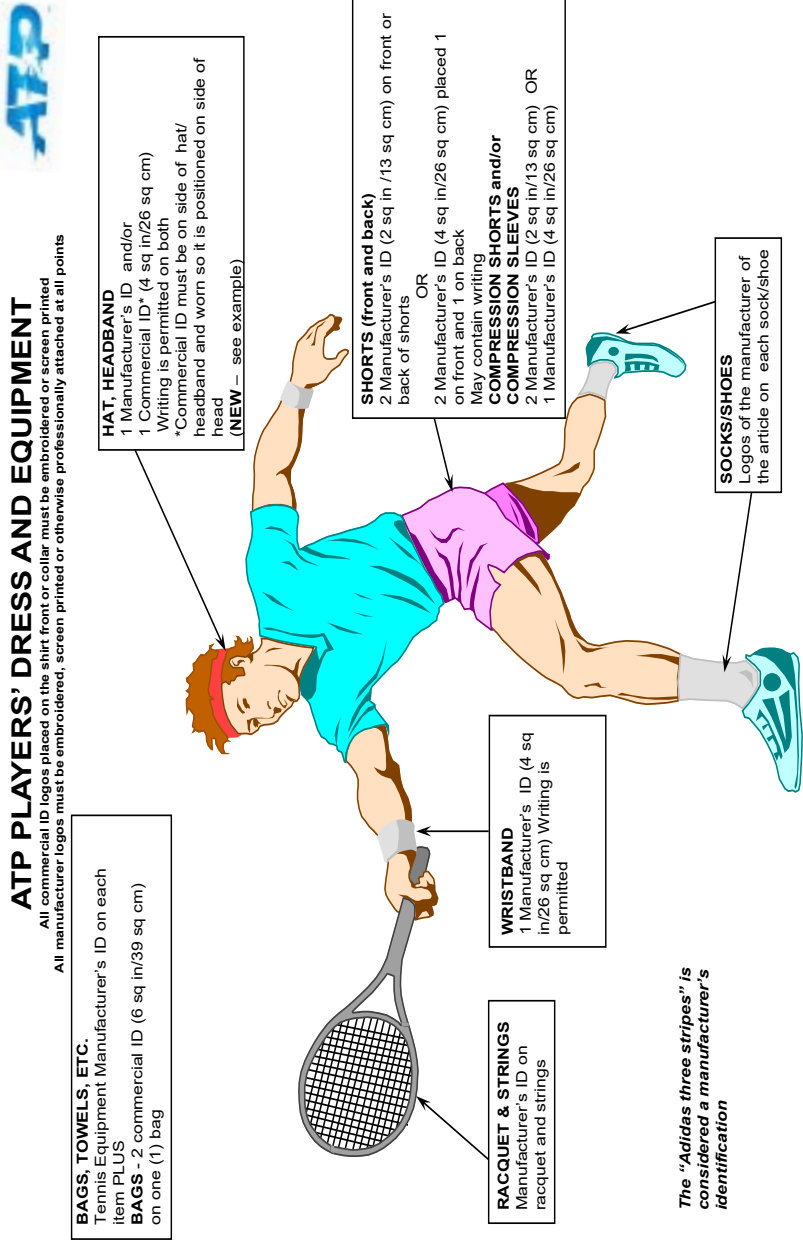 ATP
ATP PLAYERS' DRESS AND EQUIPMENT
All commercial ID logos placed on the shirt front or collar must be embroidered or screen printed
All manufacturer logos must be embroidered, screen printed or otherwise professionally attached at all points
BAGS, TOWELS, ETC.
Tennis Equipment Manufacturer's ID on each
item PLUS
BAGS - 2 commercial ID (6 sq in/39 sq cm)
on one (1) bag
HAT, HEADBAND
1 Manufacturer's ID and/or
1 Commercial ID* (4 sq in/26 sq cm)
Writing is permitted on both
*Commercial ID must be on side of hat/
headband and worn so it is positioned on side of
head
(NEW – see example)
SHORTS (front and back)
2 Manufacturer's ID (2 sq in /13 sq cm) on front or
back of shorts
OR
2 Manufacturer's ID (4 sq in/26 sq cm) placed 1
on front and 1 on back
May contain writing
COMPRESSION SHORTS and/or
COMPRESSION SLEEVES
2 Manufacturer's ID (2 sq in/13 sq cm) OR
1 Manufacturer's ID (4 sq in/26 sq cm)
WRISTBAND
1 Manufacturer's ID (4 sq
in/26 sq cm) Writing is
permitted
RACQUET & STRINGS
Manufacturer's ID on
racquet and strings
SOCKS/SHOES
Logos of the manufacturer of
the article on each sock/shoe
The "Adidas three stripes" is
considered a manufacturer's
identification